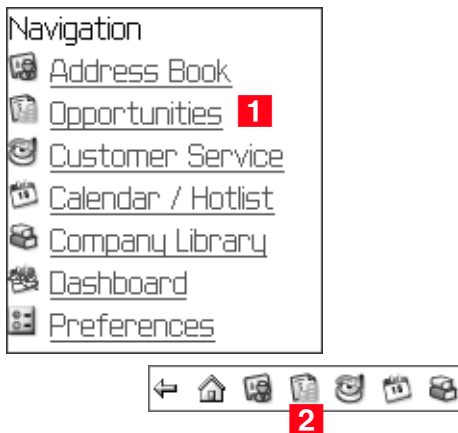 Navigation
Address Book
Opportunities 1
Customer Service
Calendar / Hotlist
Company Library
Dashboard
Preferences
2